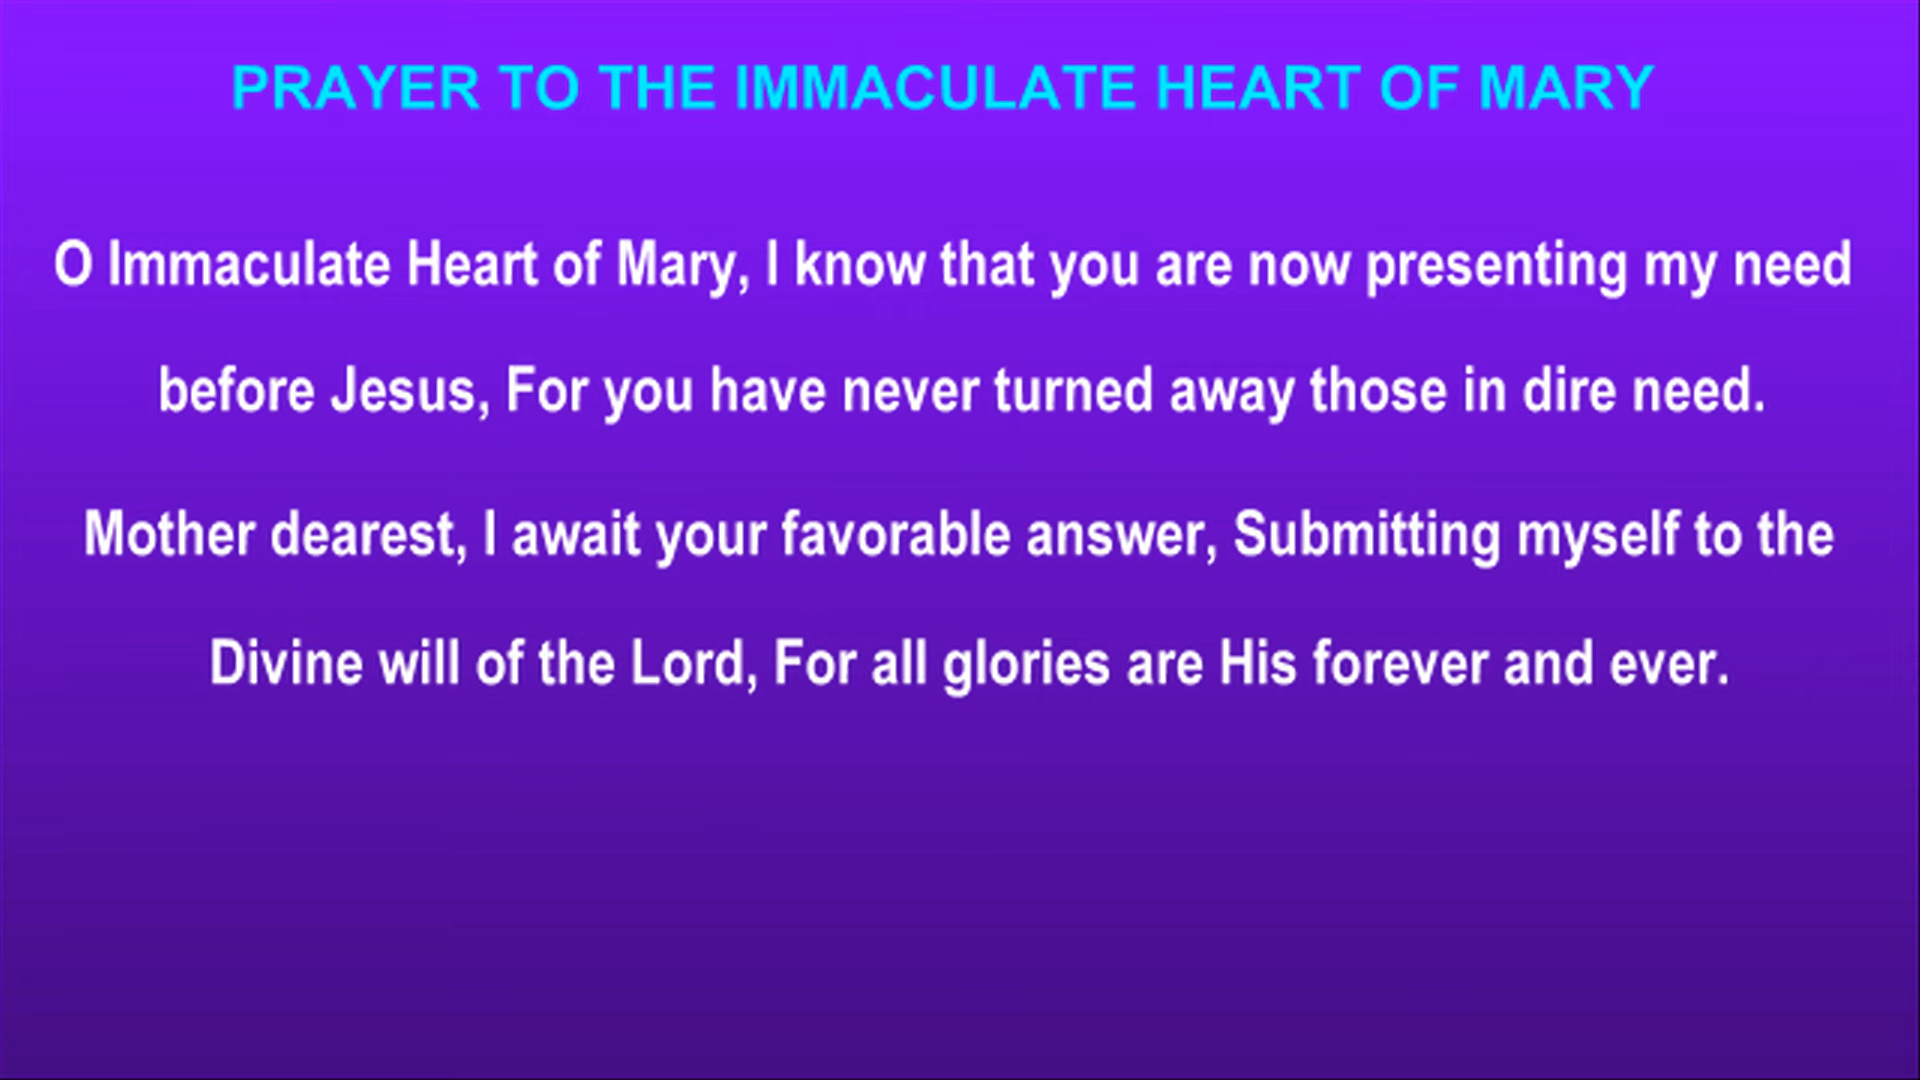 PRAYER TO THE IMMACULATE HEART OF MARY
O Immaculate Heart of Mary, I know that you are now presenting my need
before Jesus, For you have never turned away those in dire need.
Mother dearest, I await your favorable answer, Submitting myself to the
Divine will of the Lord, For all glories are His forever and ever.